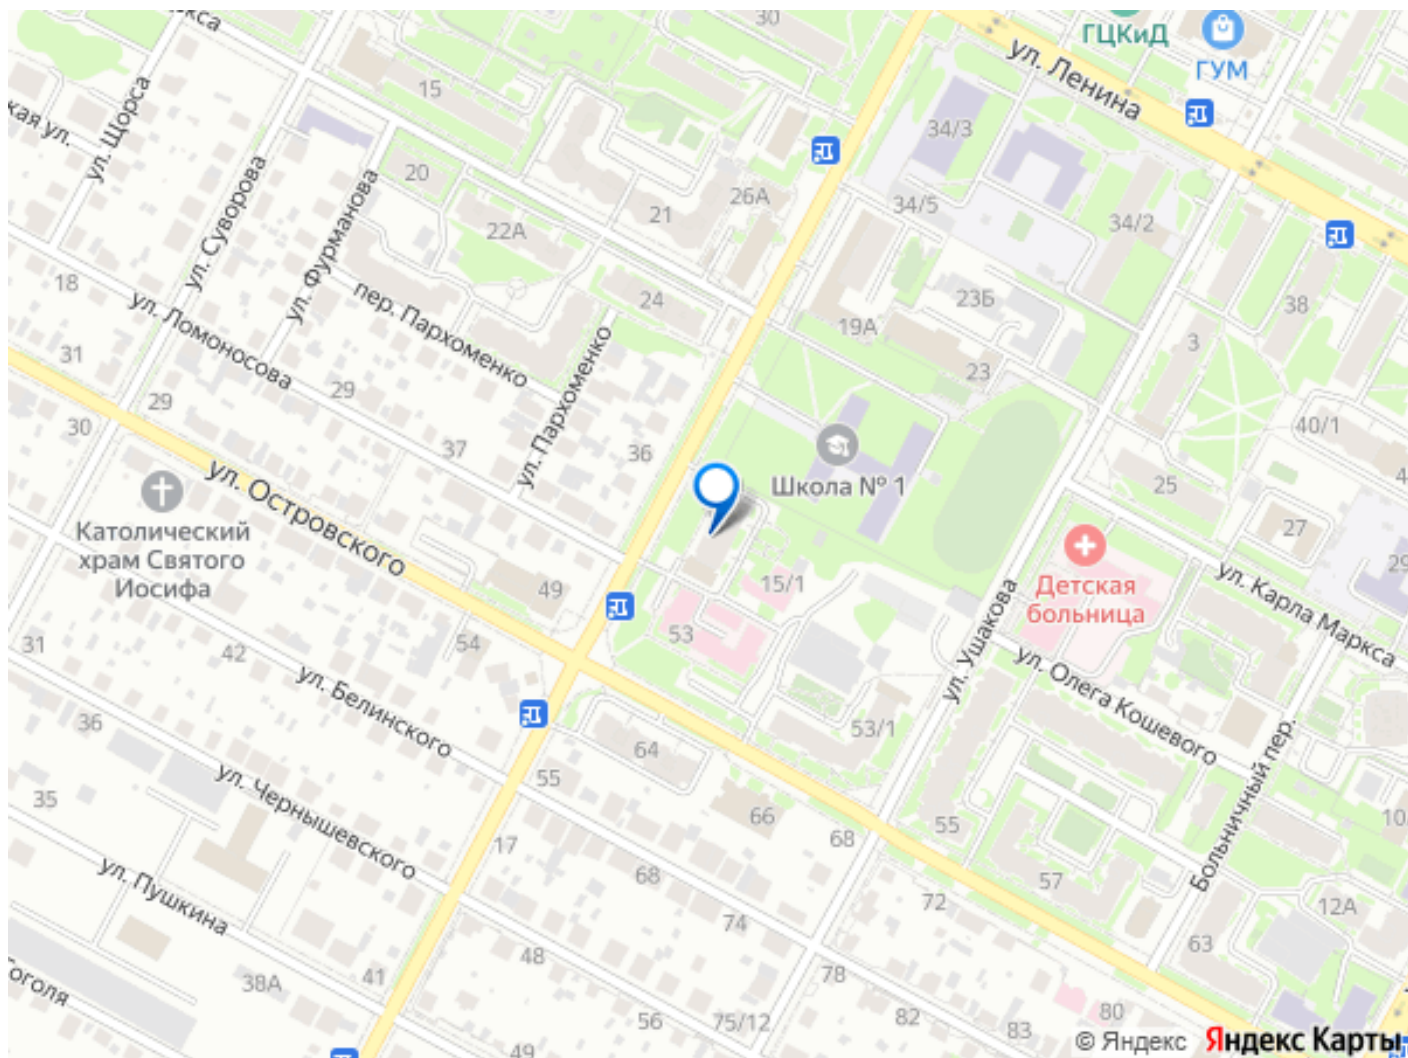 30
ГЦКиД
ГУМ
ул. Ленина
15
ул. Щорса
кая ул.
34/3
20
ул. Суворова
ул. Фурманова
26А
21
34/5
34/2
22А
18
ул. Ломоносова
пер. Пархоменко
24
19А
23Б
38
3
31
29
29
23
30
37
ул. Пархоменко
36
Школа № 1
40/1
25
27
ул. Островского
Католический
храм Святого
Иосифа
49
15/1
53
Детская
больница
29
ул. Карла Маркса
ул. Ушакова
ул. Олега Кошевого
31
42
54
ул. Белинского
36
64
53/1
55
66
68
55
Больничный пер.
35
ул. Чернышевского
17
68
57
72
12А
ул. Пушкина
74
63
48
78
Гоголя
38А
41
56
75/12
82
83
80
49
© Яндекс Яндекс Карты